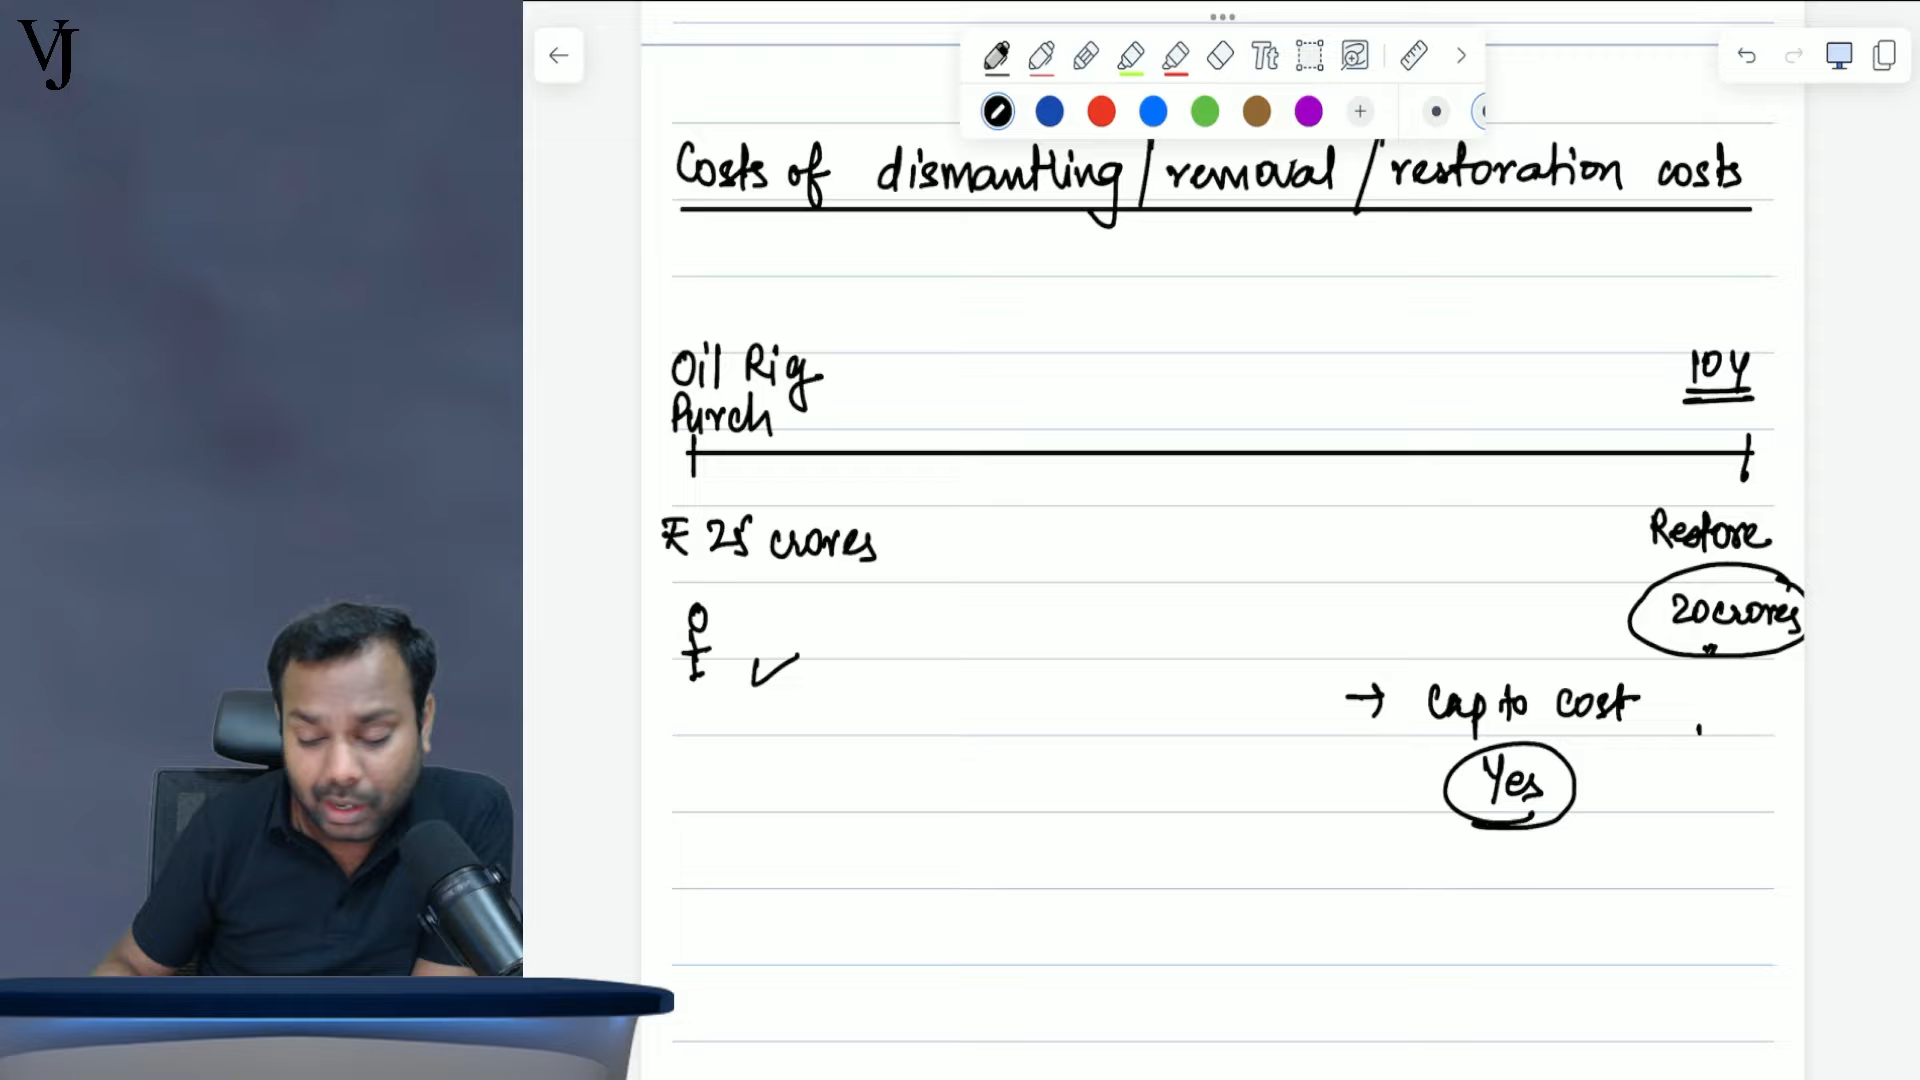 VJ
Tt
Costs of dismantling/removal/restoration costs
Oil Rig
Purch
10y
₹ 25 crores
Restore
20 crores
→ Cap to cost
Yes